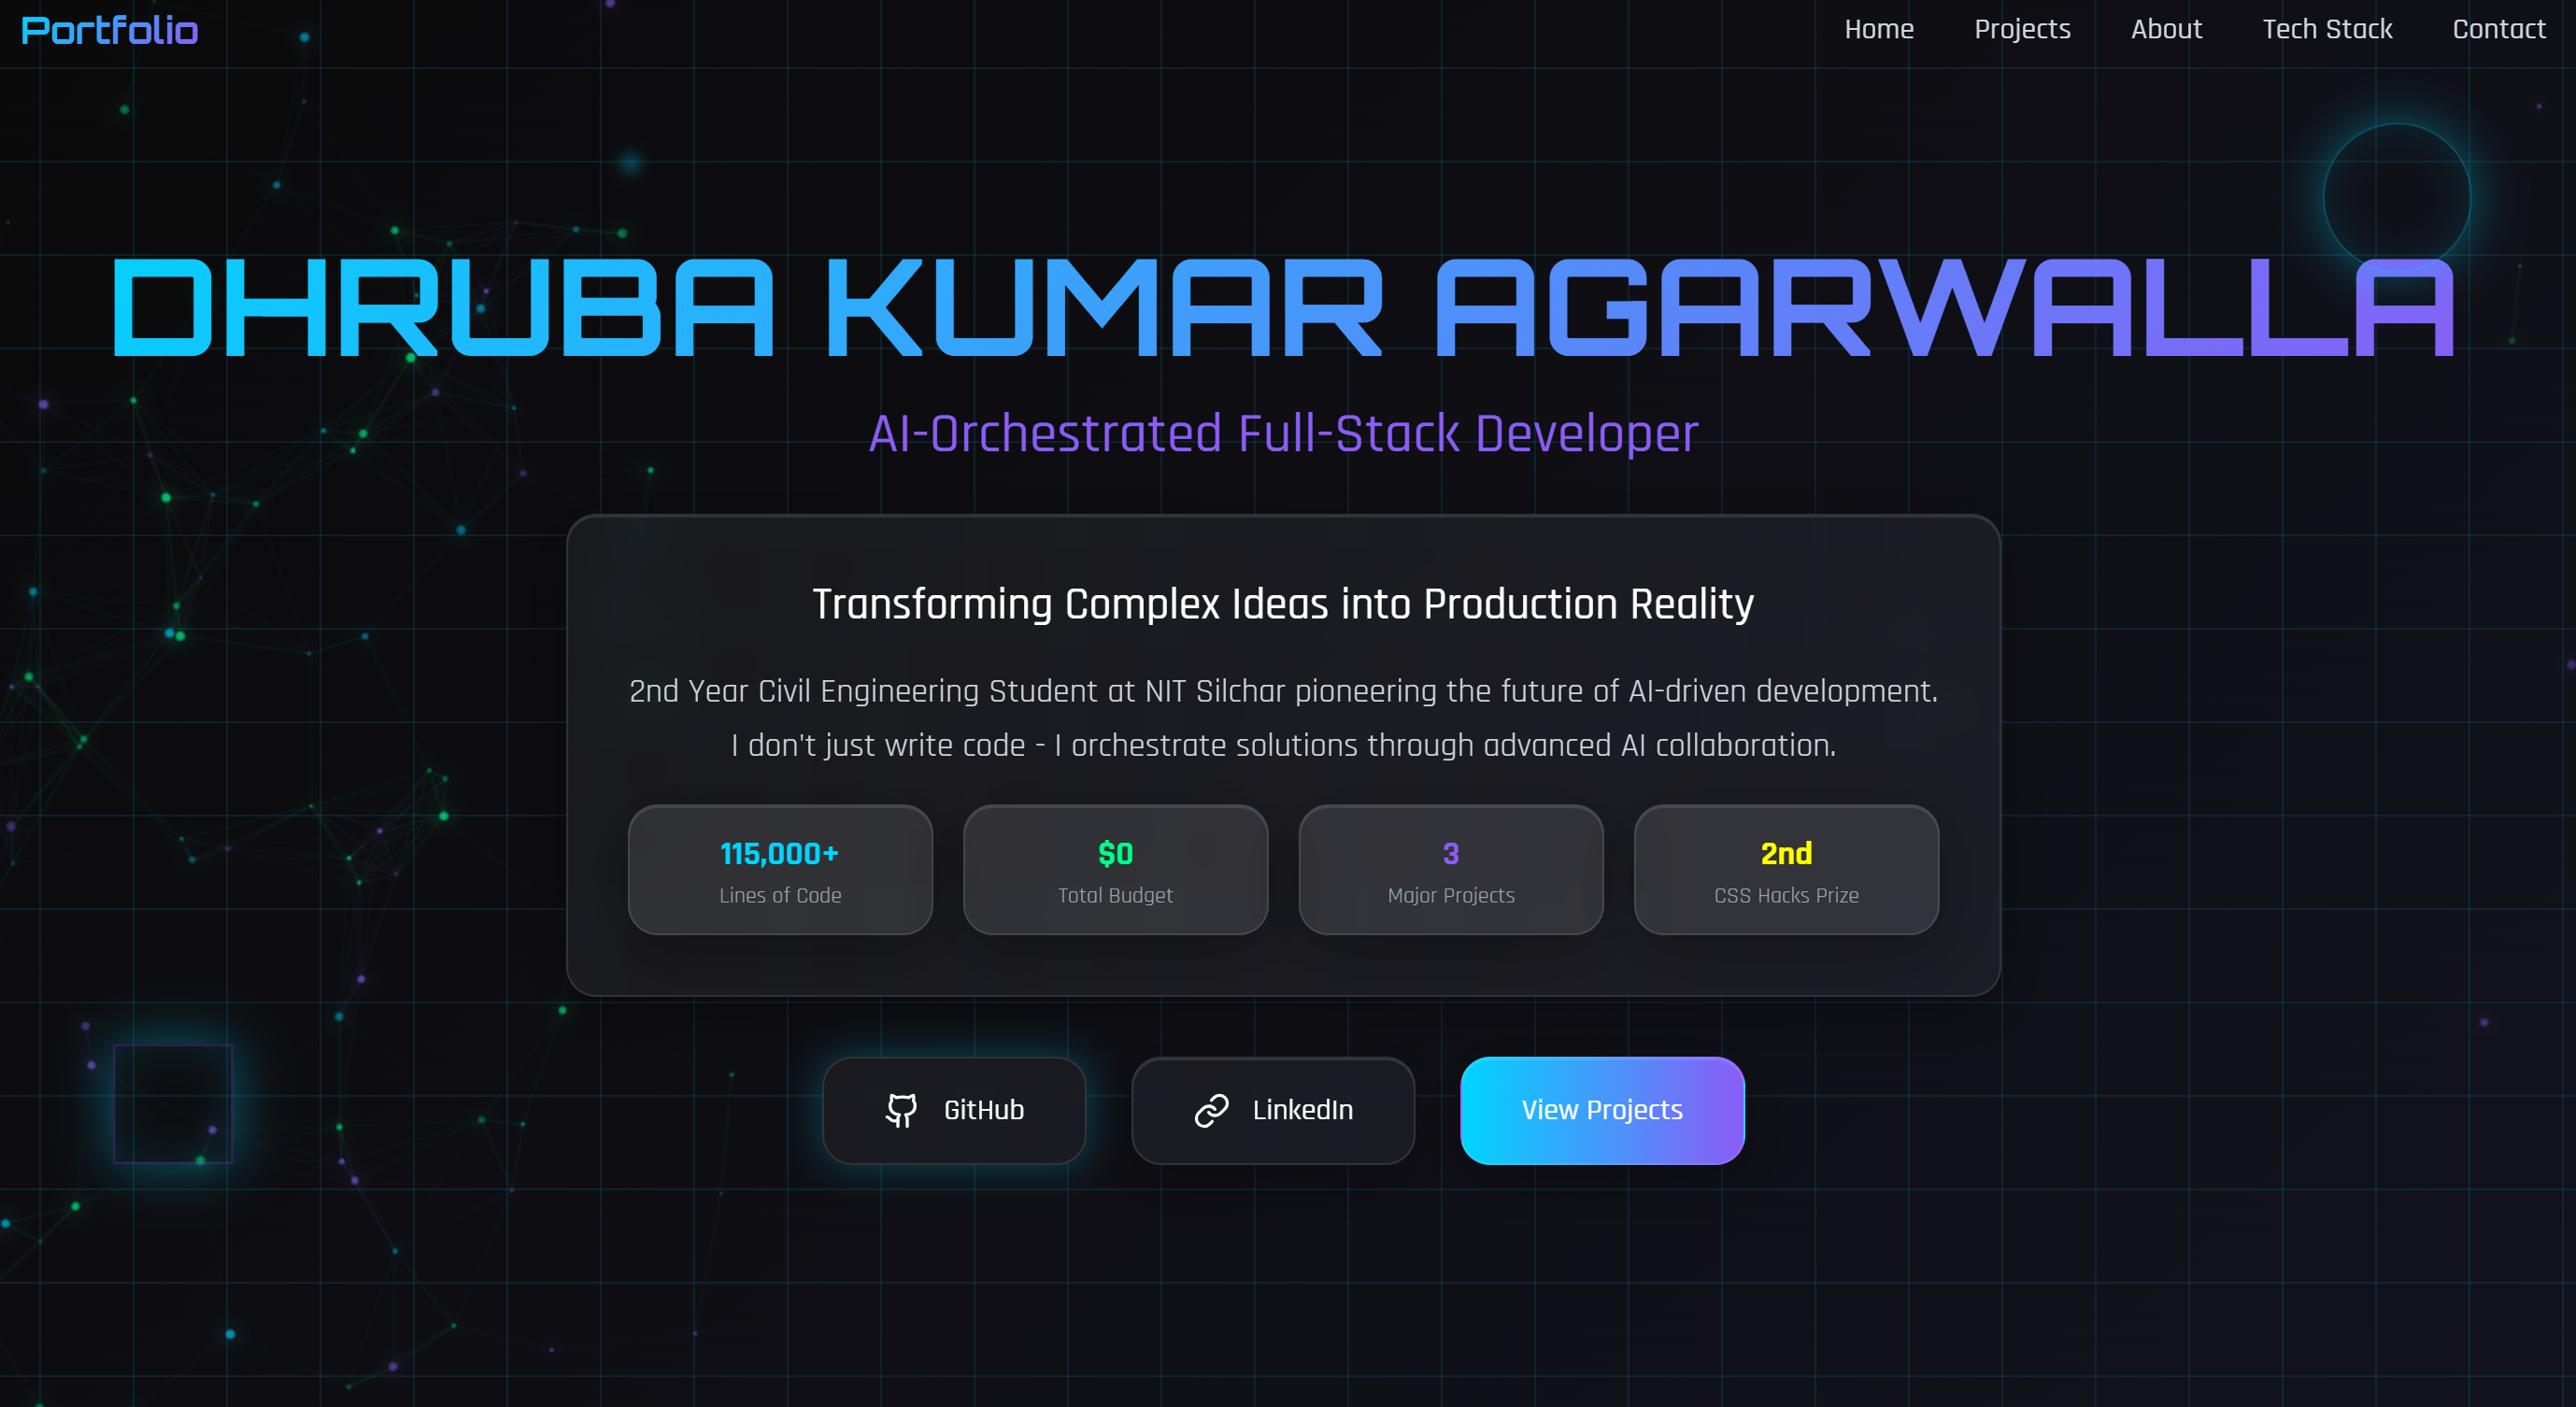 Portfolio
Home Projects About Tech Stack Contact
DHRUBA KUMAR AGARWALLA
AI-Orchestrated Full-Stack Developer
Transforming Complex Ideas into Production Reality
2nd Year Civil Engineering Student at NIT Silchar pioneering the future of AI-driven development.
I don't just write code - I orchestrate solutions through advanced AI collaboration.
115,000+
Lines of Code
$0
Total Budget
3
Major Projects
2nd
CSS Hacks Prize
GitHub
LinkedIn
View Projects